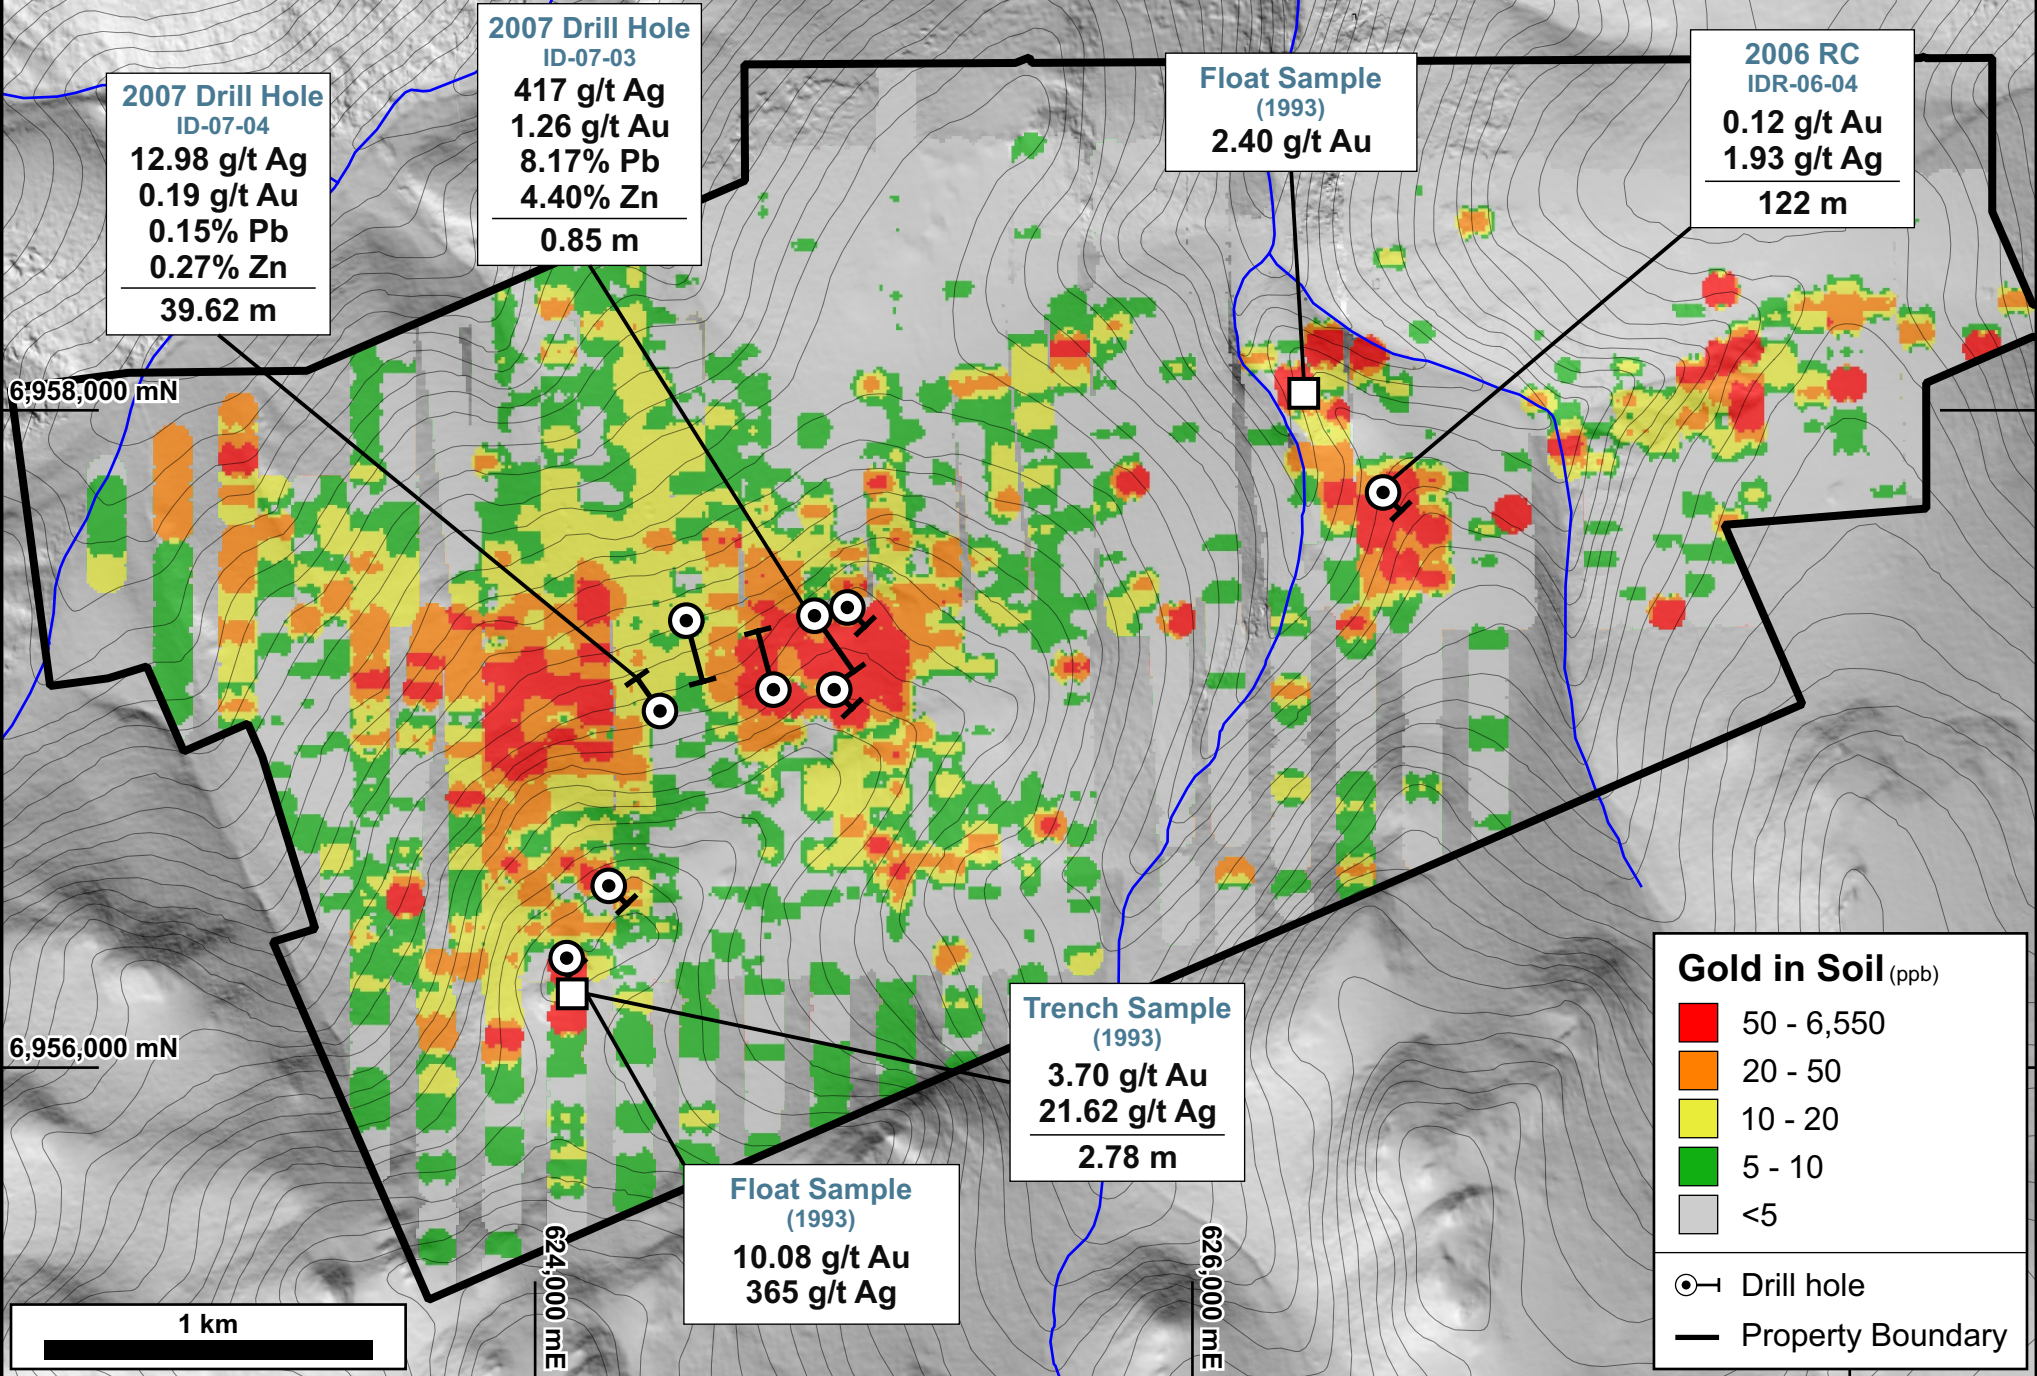 2007 Drill Hole
ID-07-04
12.98 g/t Ag
0.19 g/t Au
0.15% Pb
0.27% Zn
39.62 m
2007 Drill Hole
ID-07-03
417 g/t Ag
1.26 g/t Au
8.17% Pb
4.40% Zn
0.85 m
Float Sample
(1993)
2.40 g/t Au
2006 RC
IDR-06-04
0.12 g/t Au
1.93 g/t Ag
122 m
6,958,000 mN
6,956,000 mN
Trench Sample
(1993)
3.70 g/t Au
21.62 g/t Ag
2.78 m
Float Sample
(1993)
10.08 g/t Au
365 g/t Ag
624,000 mE
626,000 mE
1 km
Gold in Soil (ppb)
50 - 6,550
20 - 50
10 - 20
5 - 10
<5
Drill hole
Property Boundary